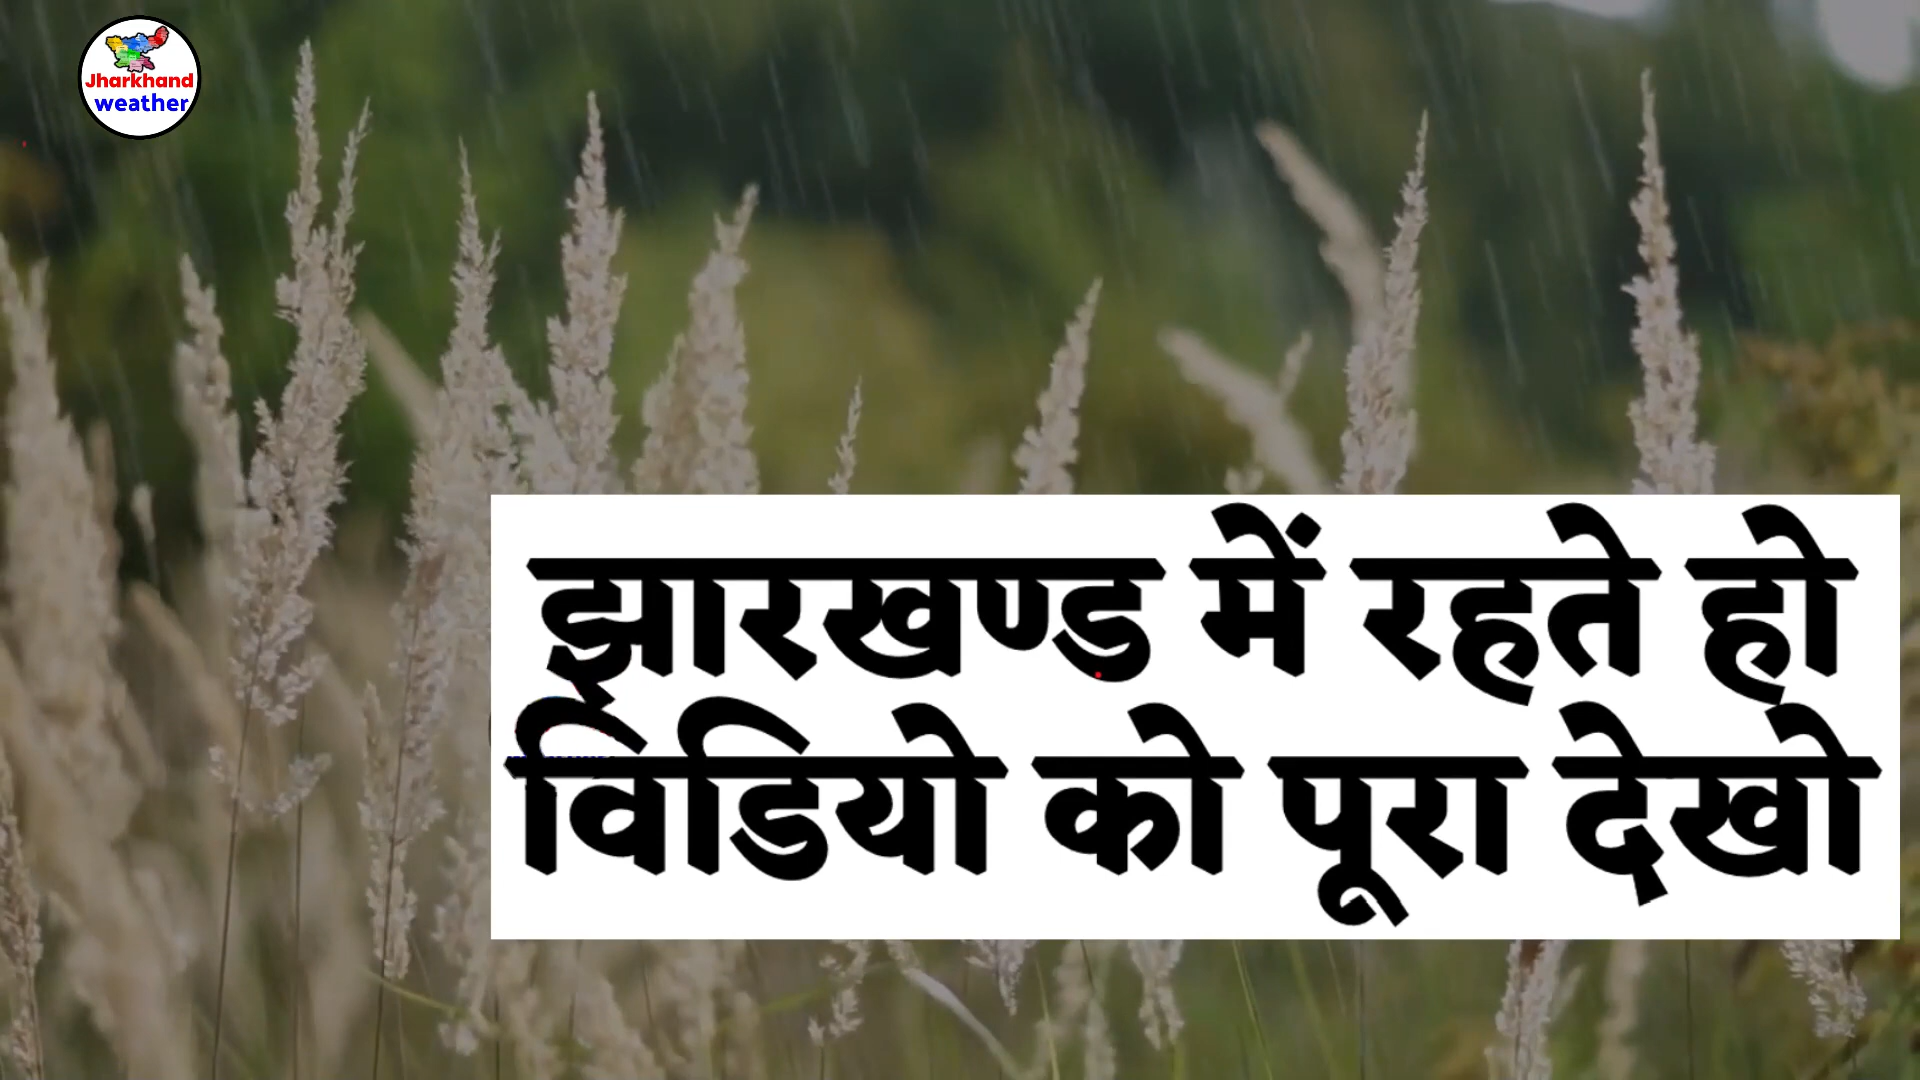 Jharkhand
weather
झारखण्ड में रहते हो
विडियो को पूरा देखो